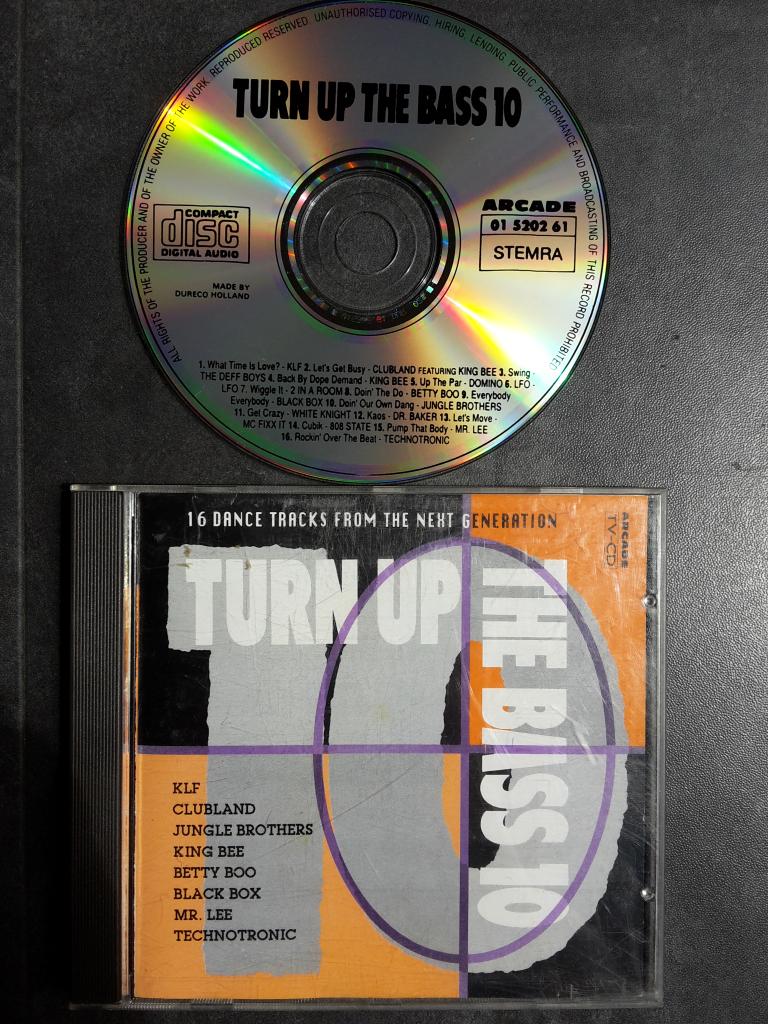 ALL RIGHTS OF THE PRODUCER AND OF THE OWNER OF THE WORK REPRODUCED RESERVED. UNAUTHORISED COPYING, HIRING, LENDING, PUBLIC PERFORMANCE AND BROADCASTING OF THIS RECORD PROHIBITED
TURN UP THE BASS 10
COMPACT
disc
DIGITAL AUDIO
ARCADE
01 5202 61
STEMRA
MADE BY
DURECO HOLLAND
1. What Time Is Love? - KLF 2. Let's Get Busy - CLUBLAND FEATURING KING BEE 3. Swing -
THE DEFF BOYS 4. Back By Dope Demand - KING BEE 5. Up The Par - DOMINO 6. LFO -
LFO 7. Wiggle It - 2 IN A ROOM 8. Doin' The Do - BETTY BOO 9. Everybody
Everybody - BLACK BOX 10. Doin' Our Own Dang - JUNGLE BROTHERS
11. Get Crazy - WHITE KNIGHT 12. Kaos - DR. BAKER 13. Let's Move -
MC FIXX IT 14. Cubik - 808 STATE 15. Pump That Body - MR. LEE
16. Rockin' Over The Beat - TECHNOTRONIC
16 DANCE TRACKS FROM THE NEXT GENERATION
ARCADE
TV-CD
TURN UP
THE BASS 10
KLF
CLUBLAND
JUNGLE BROTHERS
KING BEE
BETTY BOO
BLACK BOX
MR. LEE
TECHNOTRONIC